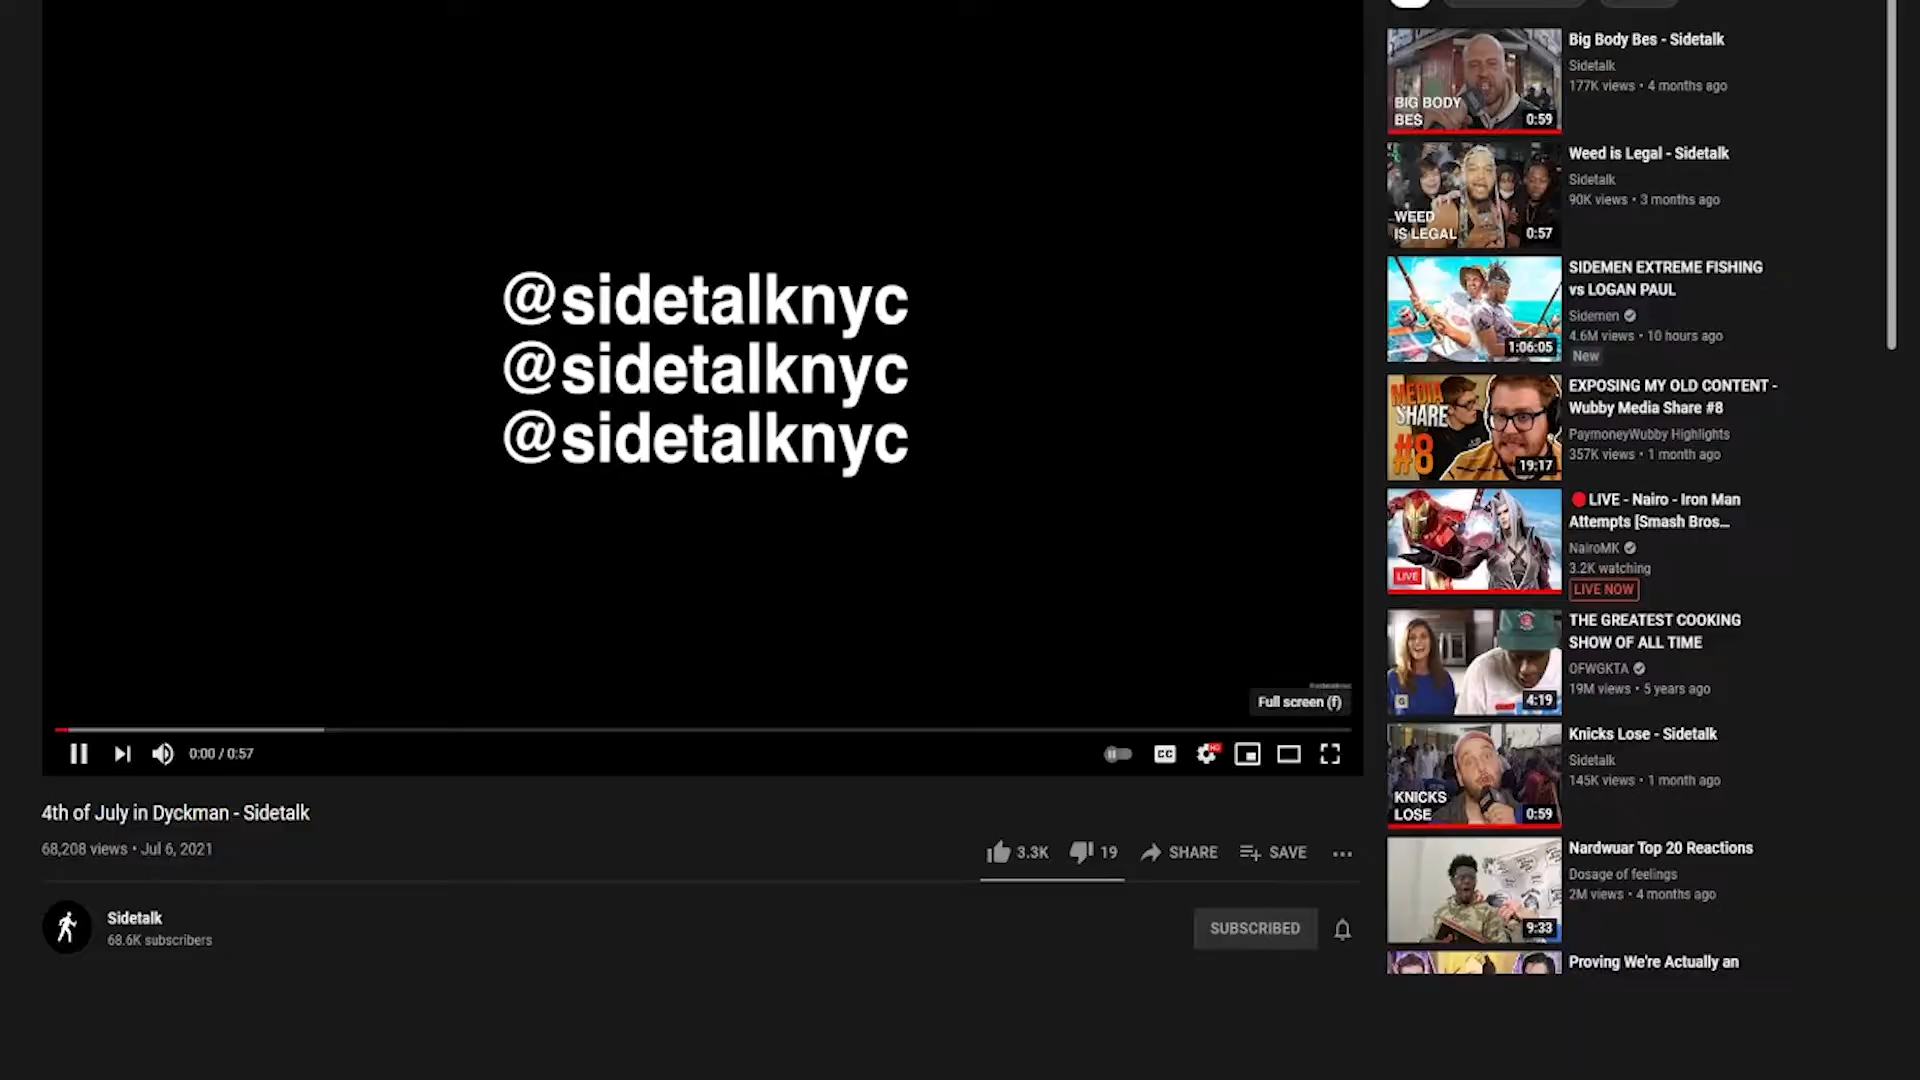 @sidetalknyc
@sidetalknyc
@sidetalknyc
Full screen (f)
0:00 / 0:57
CC
HD
4th of July in Dyckman - Sidetalk
68,208 views • Jul 6, 2021
3.3K
19
SHARE
SAVE
Sidetalk
68.6K subscribers
SUBSCRIBED
BIG BODY
BES
0:59
Big Body Bes - Sidetalk
Sidetalk
177K views • 4 months ago
WEED
IS LEGAL
0:57
Weed is Legal - Sidetalk
Sidetalk
90K views • 3 months ago
1:06:05
SIDEMEN EXTREME FISHING
vs LOGAN PAUL
Sidemen
4.6M views • 10 hours ago
New
MEDIA
SHARE
#8
19:17
EXPOSING MY OLD CONTENT -
Wubby Media Share #8
PaymoneyWubby Highlights
357K views • 1 month ago
LIVE
LIVE - Nairo - Iron Man
Attempts [Smash Bros...
NairoMK
3.2K watching
LIVE NOW
4:19
THE GREATEST COOKING
SHOW OF ALL TIME
OFWGKTA
19M views • 5 years ago
KNICKS
LOSE
0:59
Knicks Lose - Sidetalk
Sidetalk
145K views • 1 month ago
9:33
Nardwuar Top 20 Reactions
Dosage of feelings
2M views • 4 months ago
Proving We're Actually an